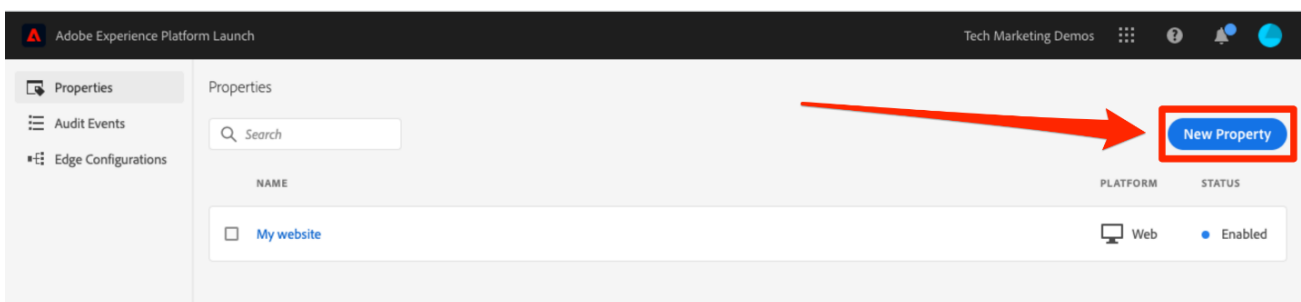 Adobe Experience Platform Launch
Tech Marketing Demos
Properties
Audit Events
Edge Configurations
Properties
Search
New Property
NAME PLATFORM STATUS
My website Web Enabled